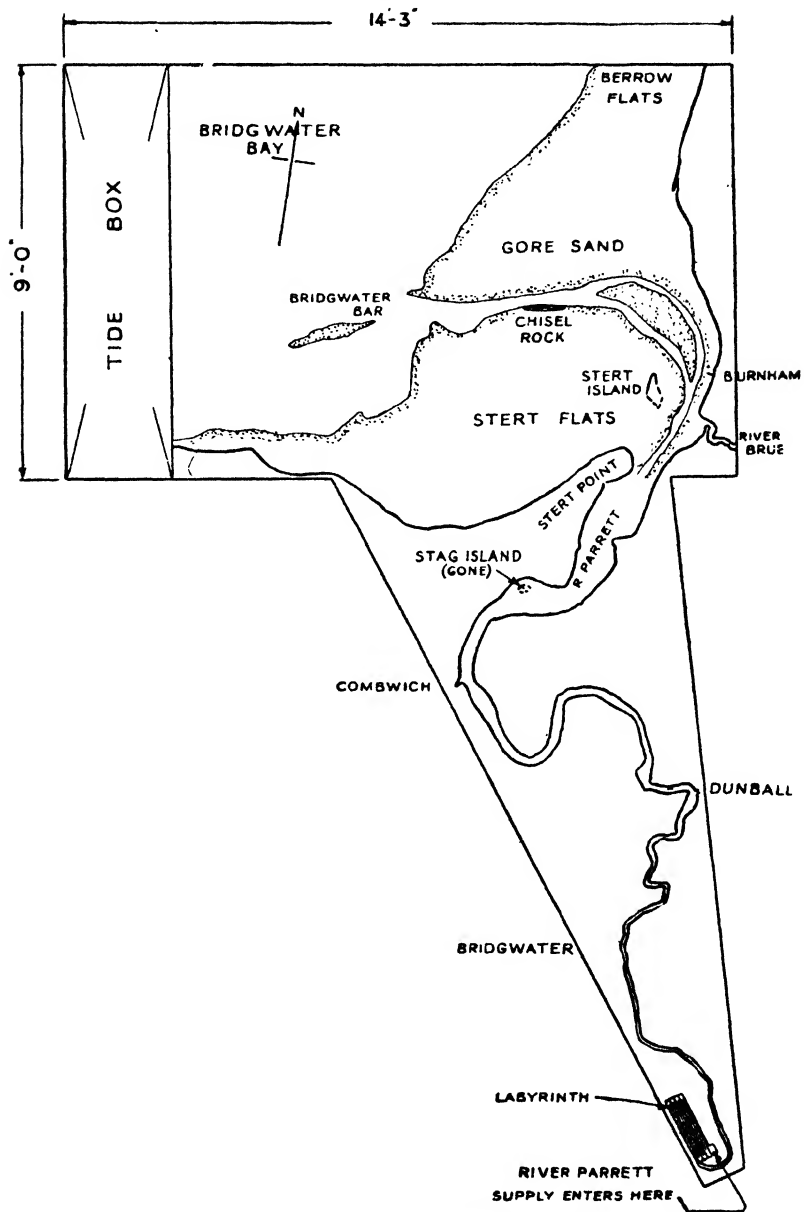 14'-3"
BERROW
FLATS
N
BRIDGWATER
BAY
9'-0"
TIDE BOX
GORE SAND
BRIDGWATER
BAR
CHISEL
ROCK
STERT
ISLAND
BURNHAM
STERT FLATS
RIVER
BRUE
STERT POINT
R PARRETT
STAG ISLAND
(GONE)
COMBWICH
DUNBALL
BRIDGWATER
LABYRINTH
RIVER PARRETT
SUPPLY ENTERS HERE